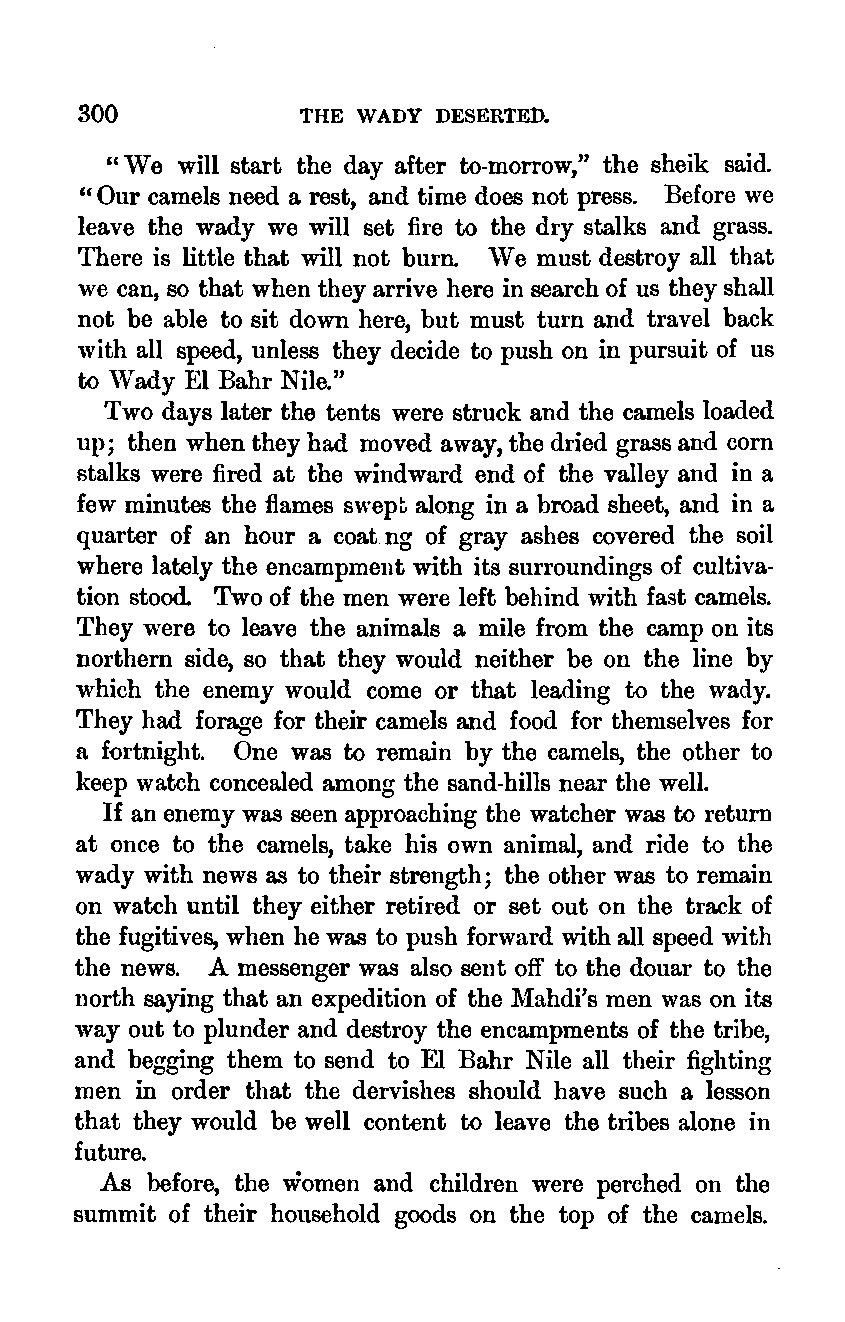 300 THE WADY DESERTED.
“We will start the day after to-morrow,” the sheik said.
“Our camels need a rest, and time does not press. Before we
leave the wady we will set fire to the dry stalks and grass.
There is little that will not burn. We must destroy all that
we can, so that when they arrive here in search of us they shall
not be able to sit down here, but must turn and travel back
with all speed, unless they decide to push on in pursuit of us
to Wady El Bahr Nile.”
Two days later the tents were struck and the camels loaded
up; then when they had moved away, the dried grass and corn
stalks were fired at the windward end of the valley and in a
few minutes the flames swept along in a broad sheet, and in a
quarter of an hour a coat ng of gray ashes covered the soil
where lately the encampment with its surroundings of cultiva-
tion stood. Two of the men were left behind with fast camels.
They were to leave the animals a mile from the camp on its
northern side, so that they would neither be on the line by
which the enemy would come or that leading to the wady.
They had forage for their camels and food for themselves for
a fortnight. One was to remain by the camels, the other to
keep watch concealed among the sand-hills near the well.
If an enemy was seen approaching the watcher was to return
at once to the camels, take his own animal, and ride to the
wady with news as to their strength; the other was to remain
on watch until they either retired or set out on the track of
the fugitives, when he was to push forward with all speed with
the news. A messenger was also sent off to the douar to the
north saying that an expedition of the Mahdi’s men was on its
way out to plunder and destroy the encampments of the tribe,
and begging them to send to El Bahr Nile all their fighting
men in order that the dervishes should have such a lesson
that they would be well content to leave the tribes alone in
future.
As before, the women and children were perched on the
summit of their household goods on the top of the camels.